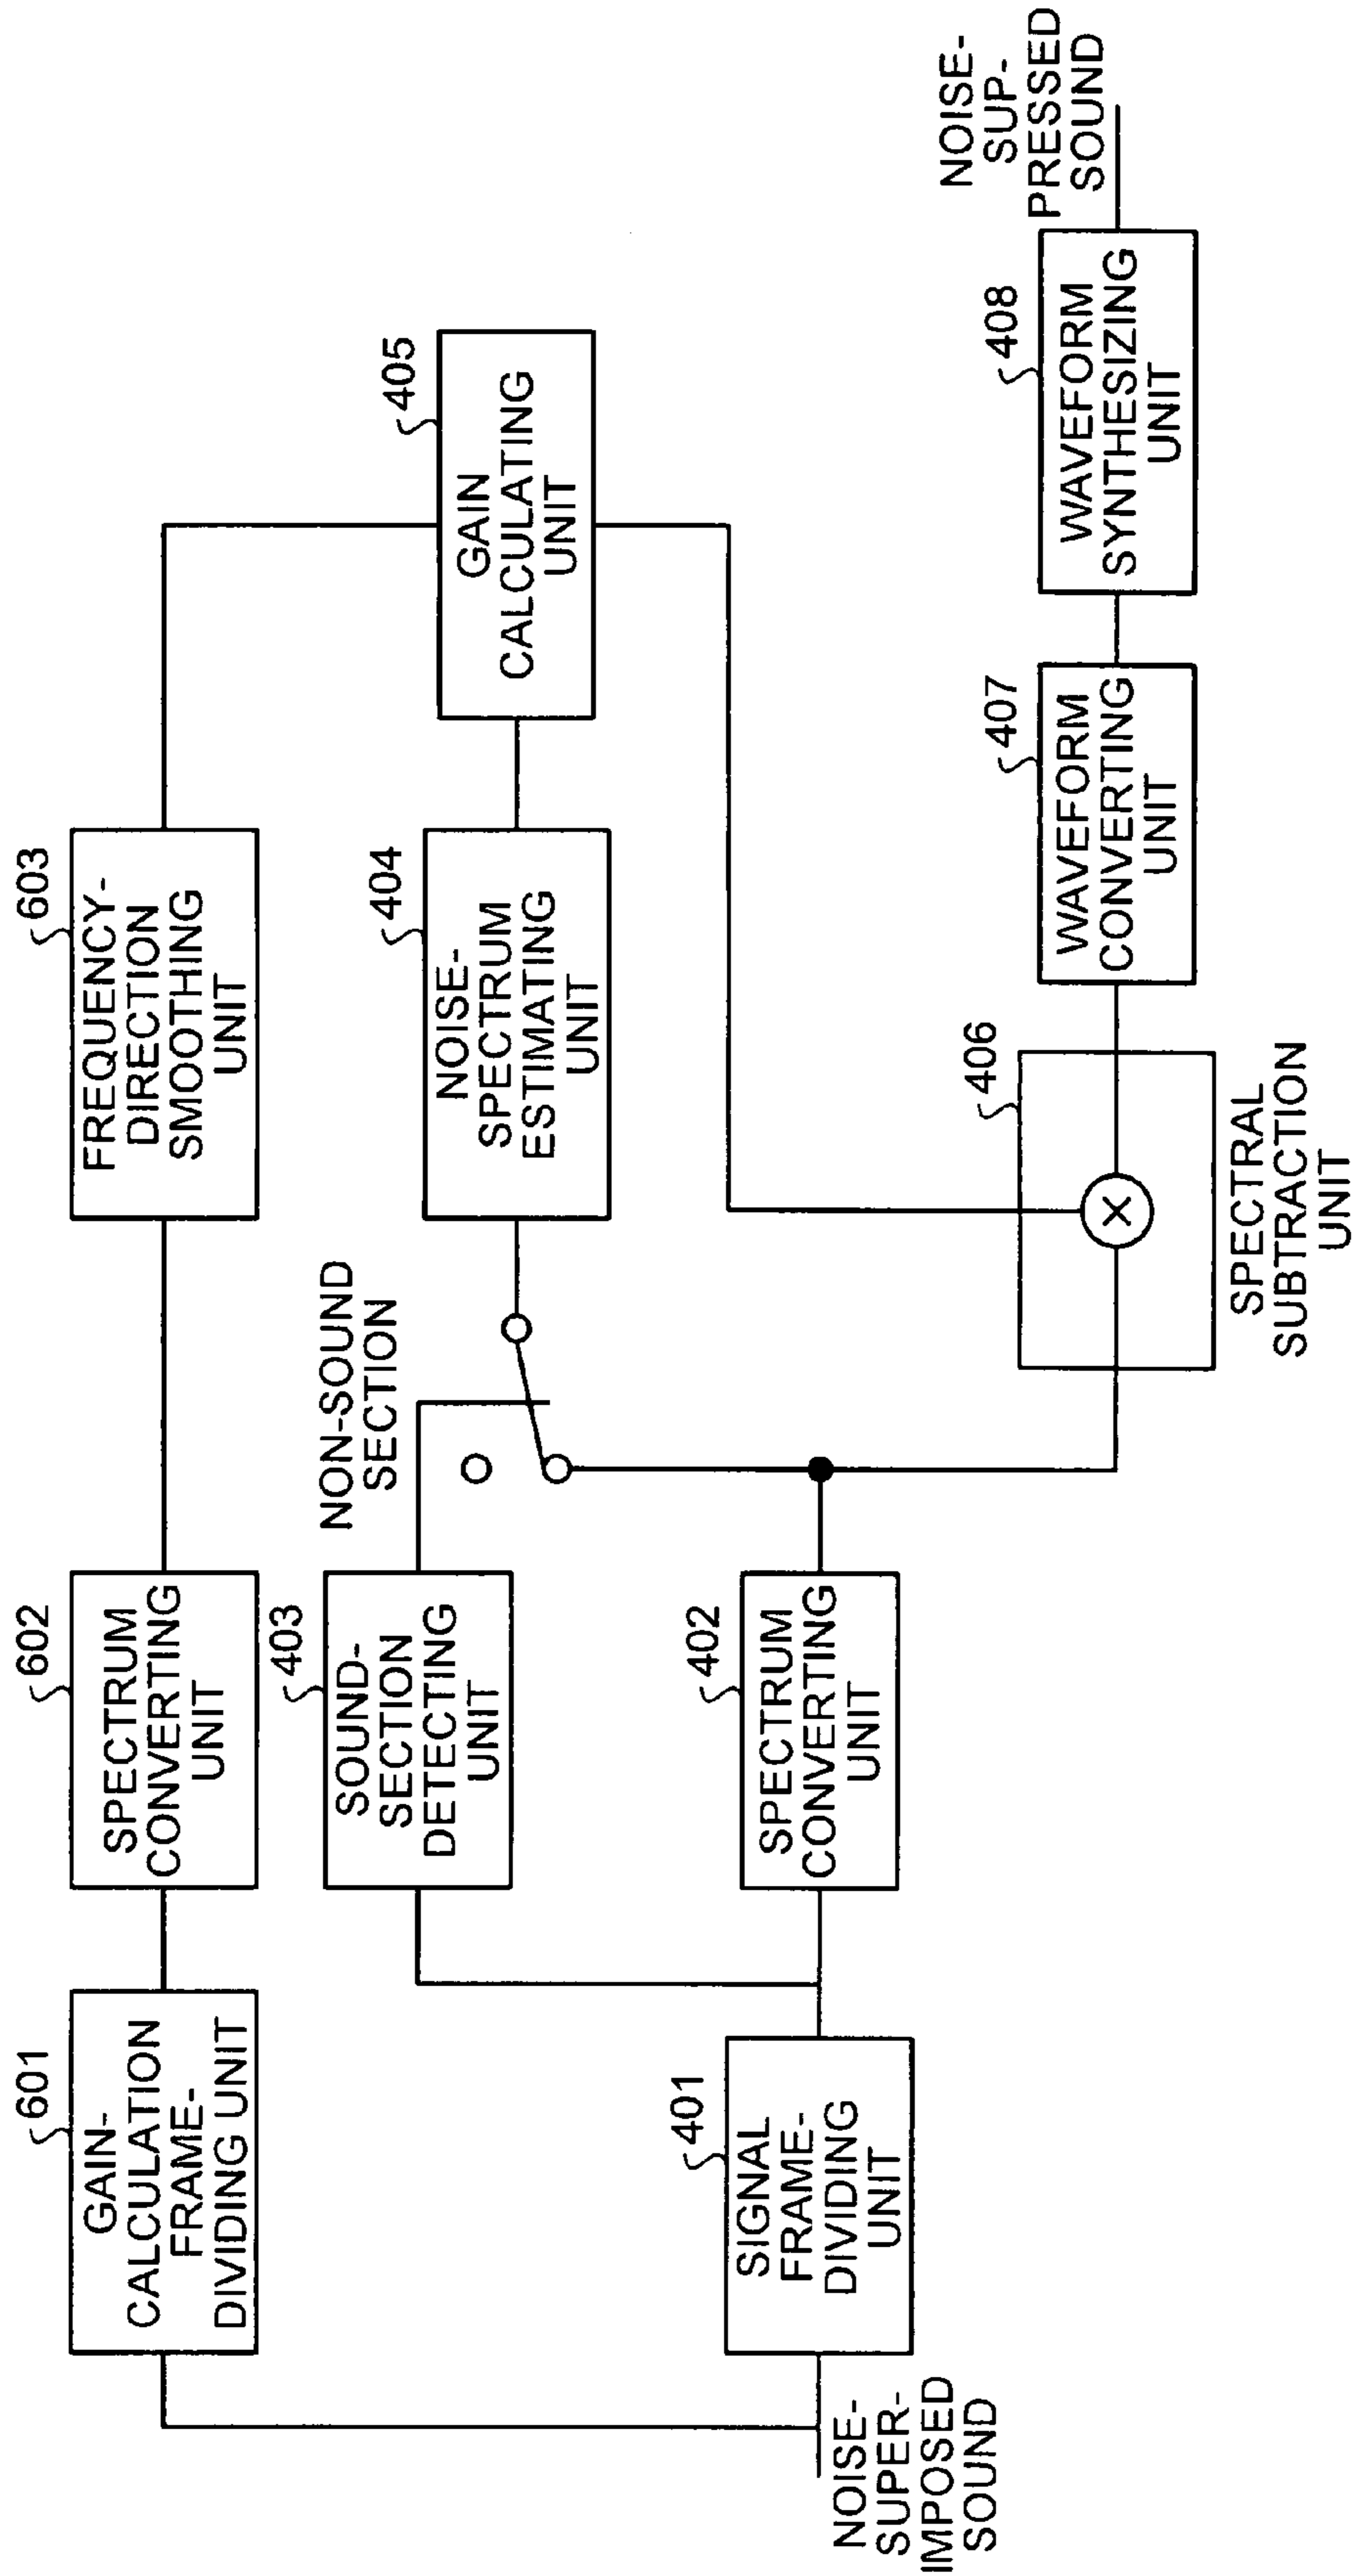 601
GAIN-
CALCULATION
FRAME-
DIVIDING UNIT
602
SPECTRUM
CONVERTING
UNIT
603
FREQUENCY-
DIRECTION
SMOOTHING
UNIT
403
SOUND-
SECTION
DETECTING
UNIT
NON-SOUND
SECTION
404
NOISE-
SPECTRUM
ESTIMATING
UNIT
405
GAIN
CALCULATING
UNIT
NOISE-
SUPER-
IMPOSED
SOUND
401
SIGNAL
FRAME-
DIVIDING
UNIT
402
SPECTRUM
CONVERTING
UNIT
406
×
SPECTRAL
SUBTRACTION
UNIT
407
WAVEFORM
CONVERTING
UNIT
408
WAVEFORM
SYNTHESIZING
UNIT
NOISE-
SUP-
PRESSED
SOUND